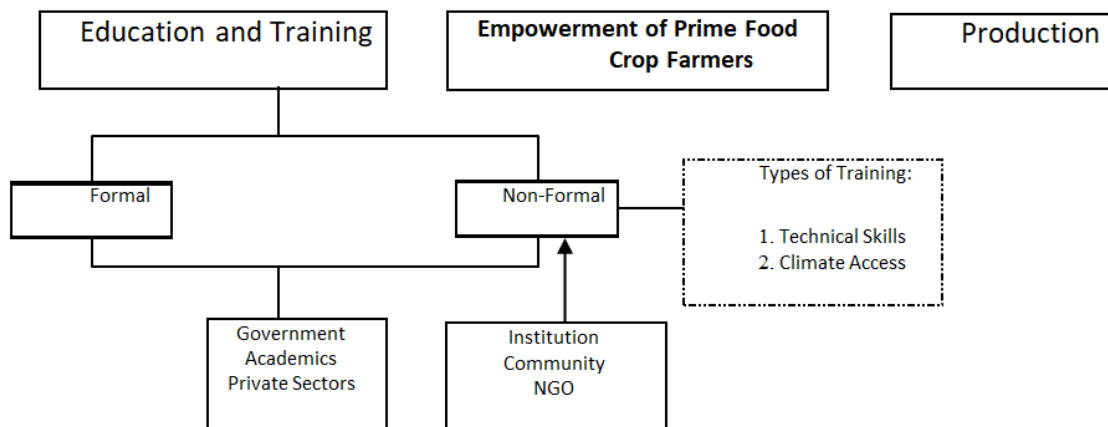 Education and Training
Empowerment of Prime Food
Crop Farmers
Production
Formal
Non-Formal
Types of Training:
1. Technical Skills
2. Climate Access
Government
Academics
Private Sectors
Institution
Community
NGO